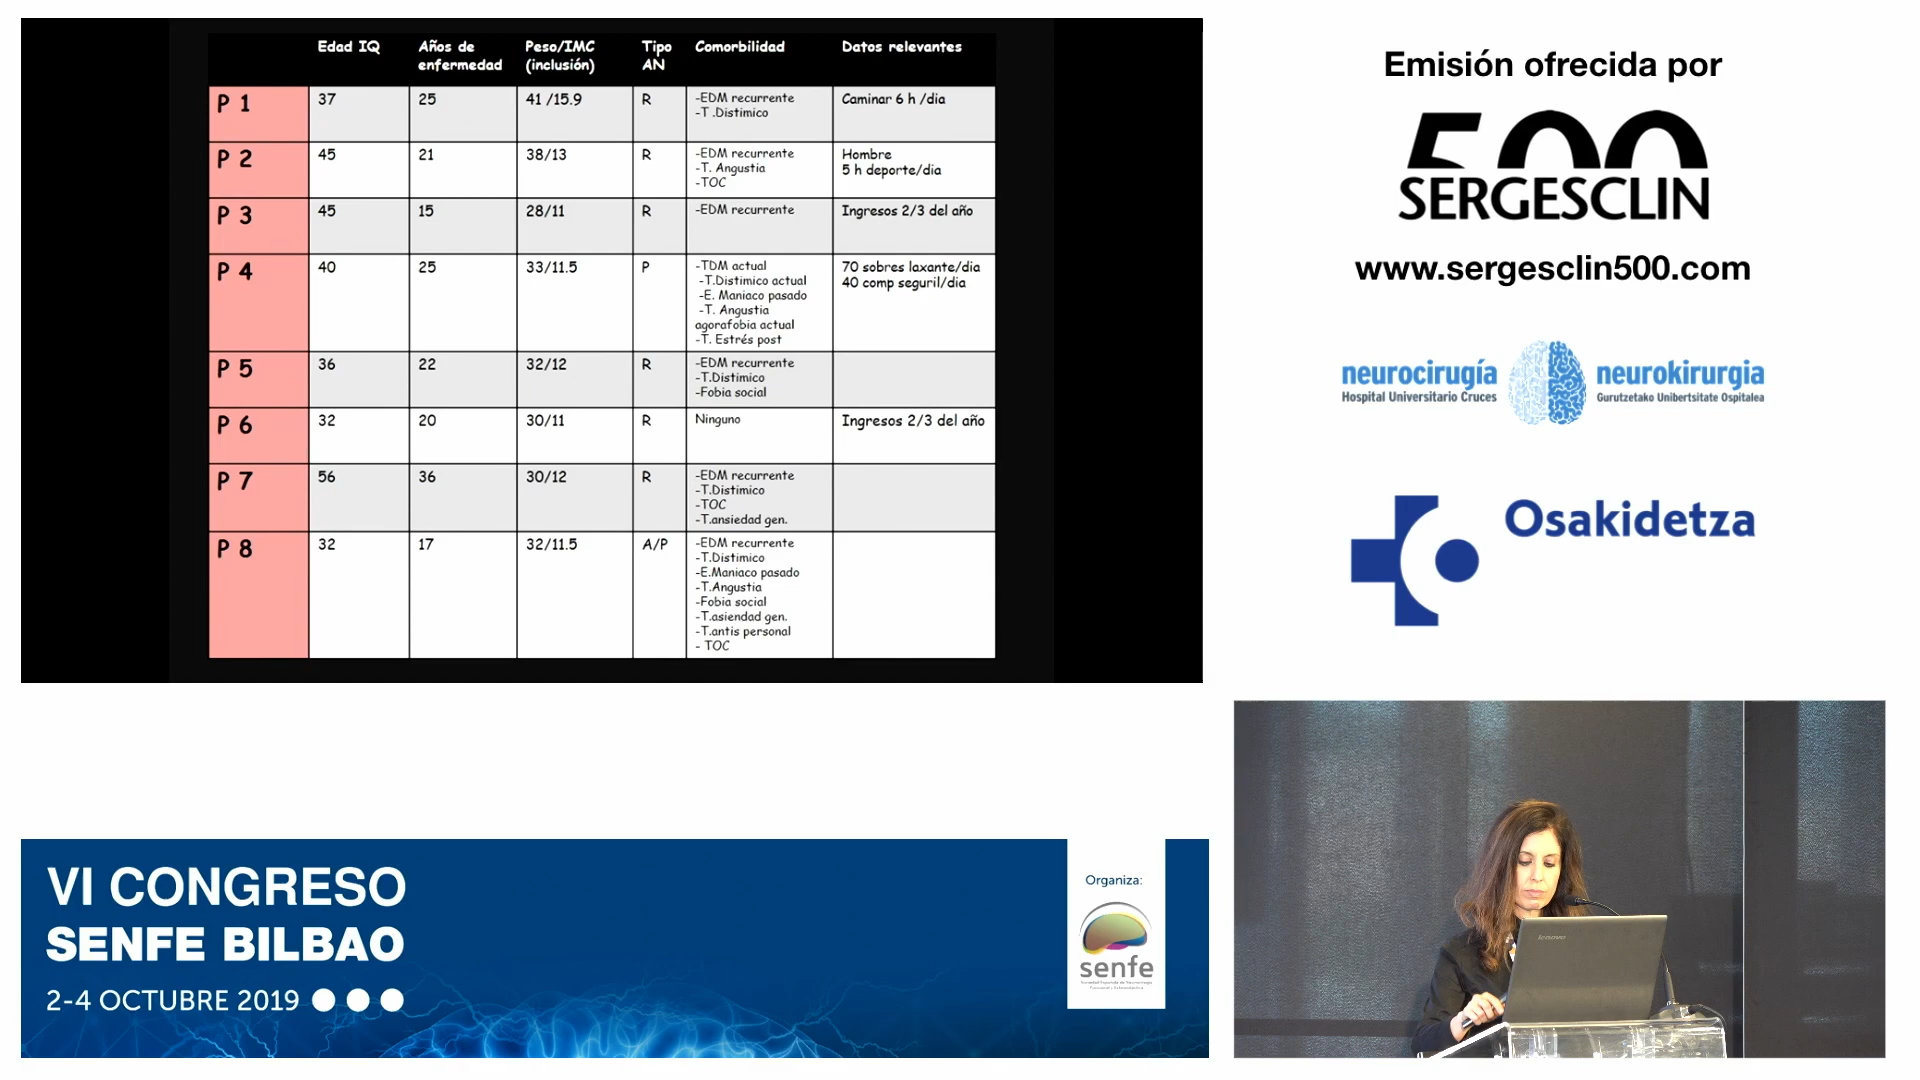 Edad IQ
Años de enfermedad
Peso/IMC (inclusión)
Tipo AN
Comorbilidad
Datos relevantes
P 1
37
25
41 /15.9
R
-EDM recurrente
-T .Distimico
Caminar 6 h /dia
P 2
45
21
38/13
R
-EDM recurrente
-T. Angustia
-TOC
Hombre
5 h deporte/dia
P 3
45
15
28/11
R
-EDM recurrente
Ingresos 2/3 del año
P 4
40
25
33/11.5
P
-TDM actual
-T.Distimico actual
-E. Maniaco pasado
-T. Angustia
agorafobia actual
-T. Estrés post
70 sobres laxante/dia
40 comp seguril/dia
P 5
36
22
32/12
R
-EDM recurrente
-T.Distimico
-Fobia social
P 6
32
20
30/11
R
Ninguno
Ingresos 2/3 del año
P 7
56
36
30/12
R
-EDM recurrente
-T.Distimico
-TOC
-T.ansiedad gen.
P 8
32
17
32/11.5
A/P
-EDM recurrente
-T.Distimico
-E.Maniaco pasado
-T.Angustia
-Fobia social
-T.asiendad gen.
-T.antis personal
- TOC
Emisión ofrecida por
500
SERGESCLIN
www.sergesclin500.com
neurocirugía
Hospital Universitario Cruces
neurokirurgia
Gurutzetako Unibertsitate Ospitalea
Osakidetza
VI CONGRESO
SENFE BILBAO
2-4 OCTUBRE 2019
Organiza:
senfe
lenovo